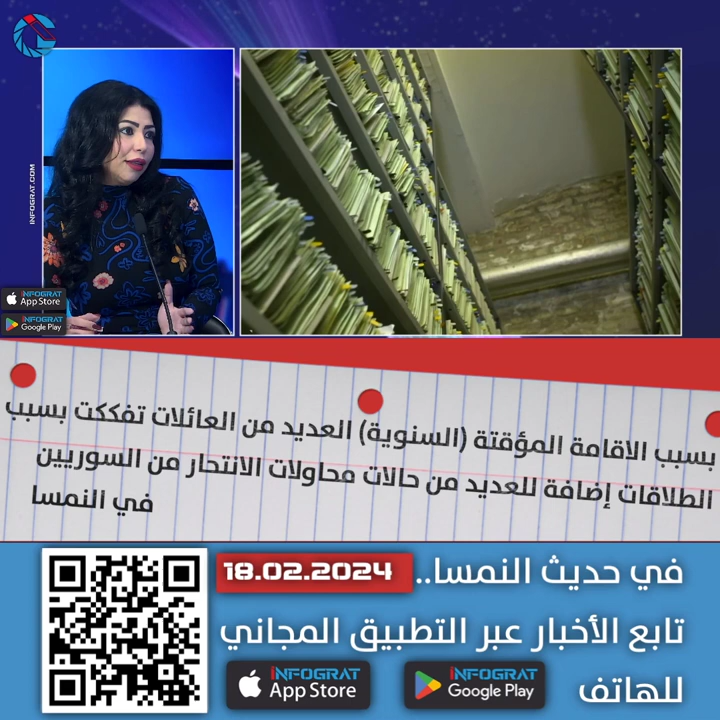 INFOGRAT.COM
INFOGRAT
App Store
INFOGRAT
Google Play
بسبب الاقامة المؤقتة (السنوية) العديد من العائلات تفككت بسبب
الطلاقات إضافة للعديد من حالات محاولات الانتحار من السوريين
في النمسا
في حديث النمسا.. 18.02.2024
تابع الأخبار عبر التطبيق المجاني
للهاتف
INFOGRAT
Google Play
INFOGRAT
App Store